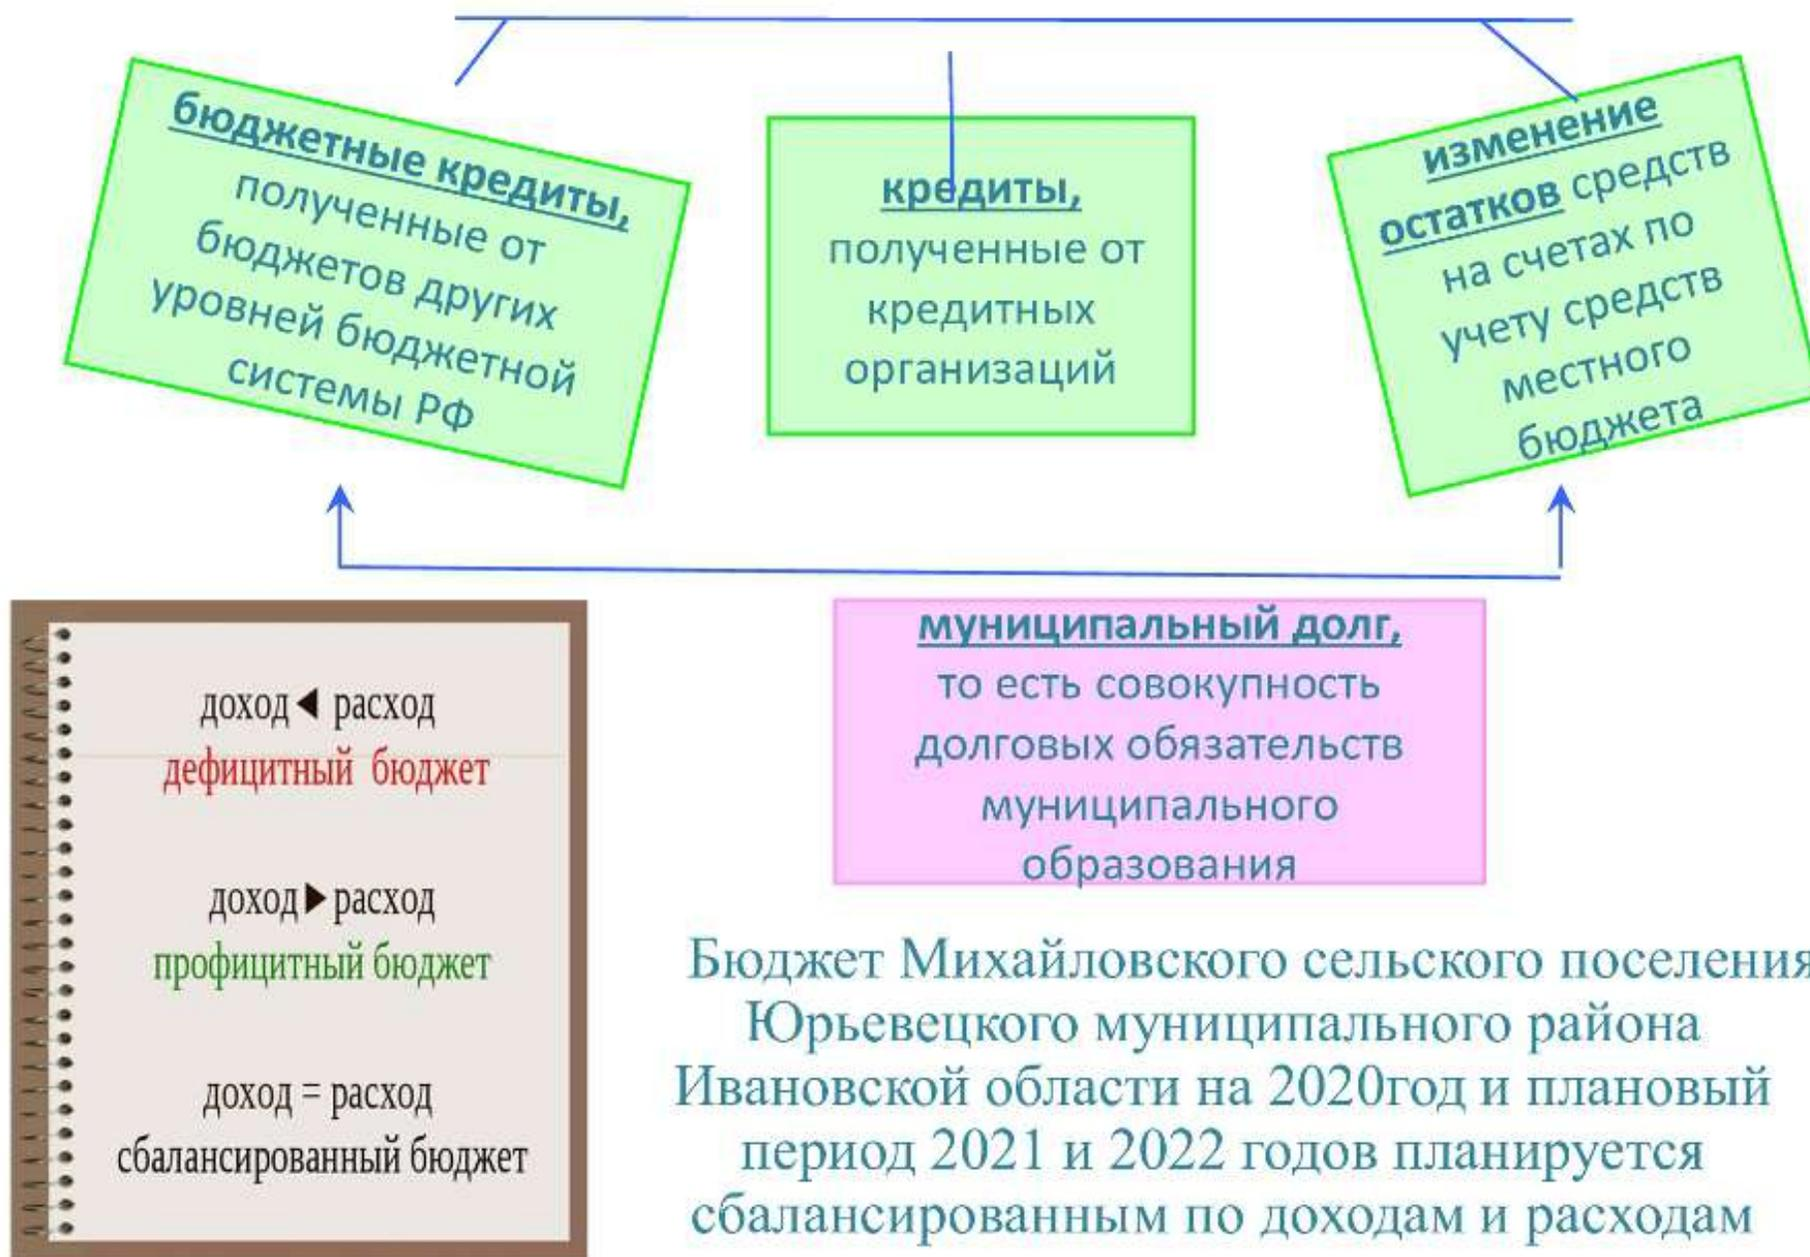 бюджетные кредиты,
полученные от
бюджетов других
уровней бюджетной
системы РФ
кредиты,
полученные от
кредитных
организаций
изменение
остатков средств
на счетах по
учету средств
местного
бюджета
муниципальный долг,
то есть совокупность
долговых обязательств
муниципального
образования
доход ◀ расход
дефицитный бюджет
доход ▶ расход
профицитный бюджет
доход = расход
сбалансированный бюджет
Бюджет Михайловского сельского поселения
Юрьевецкого муниципального района
Ивановской области на 2020год и плановый
период 2021 и 2022 годов планируется
сбалансированным по доходам и расходам